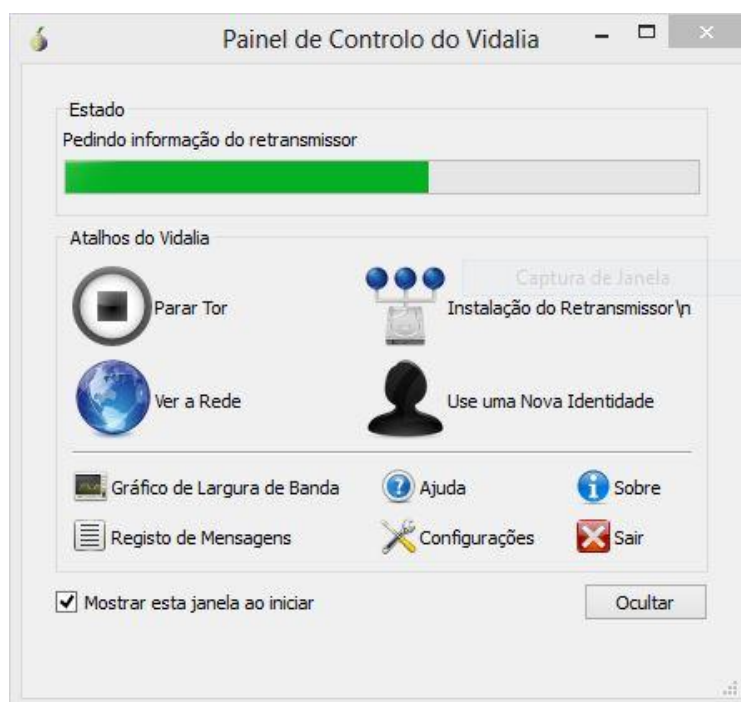 Painel de Controlo do Vidalia
Estado
Pedindo informação do retransmissor
Atalhos do Vidalia
Captura de Janela
Parar Tor
Instalação do Retransmissor\n
Ver a Rede
Use uma Nova Identidade
Gráfico de Largura de Banda
Ajuda
Sobre
Registo de Mensagens
Configurações
Sair
Mostrar esta janela ao iniciar
Ocultar